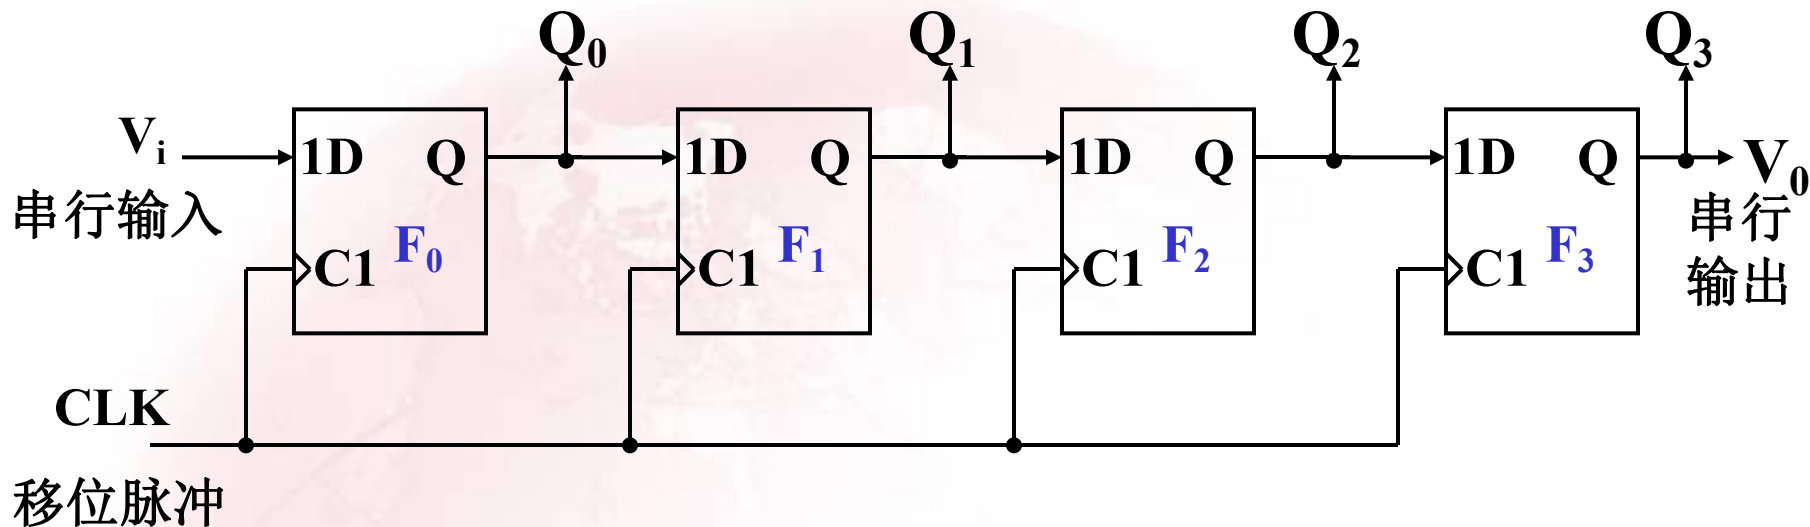 Q₀ Q₁ Q₂ Q₃
Vᵢ 1D Q 1D Q 1D Q 1D Q V₀
串行输入 串行
F₀ F₁ F₂ F₃
C1 C1 C1 C1 输出
CLK
移位脉冲